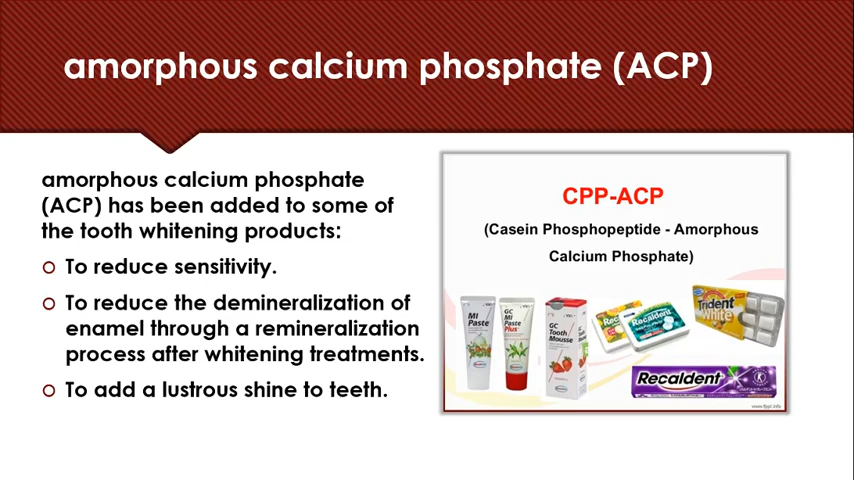 amorphous calcium phosphate (ACP)
amorphous calcium phosphate
(ACP) has been added to some of
the tooth whitening products:
To reduce sensitivity.
To reduce the demineralization of
enamel through a remineralization
process after whitening treatments.
To add a lustrous shine to teeth.
CPP-ACP
(Casein Phosphopeptide - Amorphous
Calcium Phosphate)
MI
Paste
GC
MI
Paste
Plus
GC
Tooth
Mousse
Recaldent
Trident
White
Recaldent
www.fppt.info